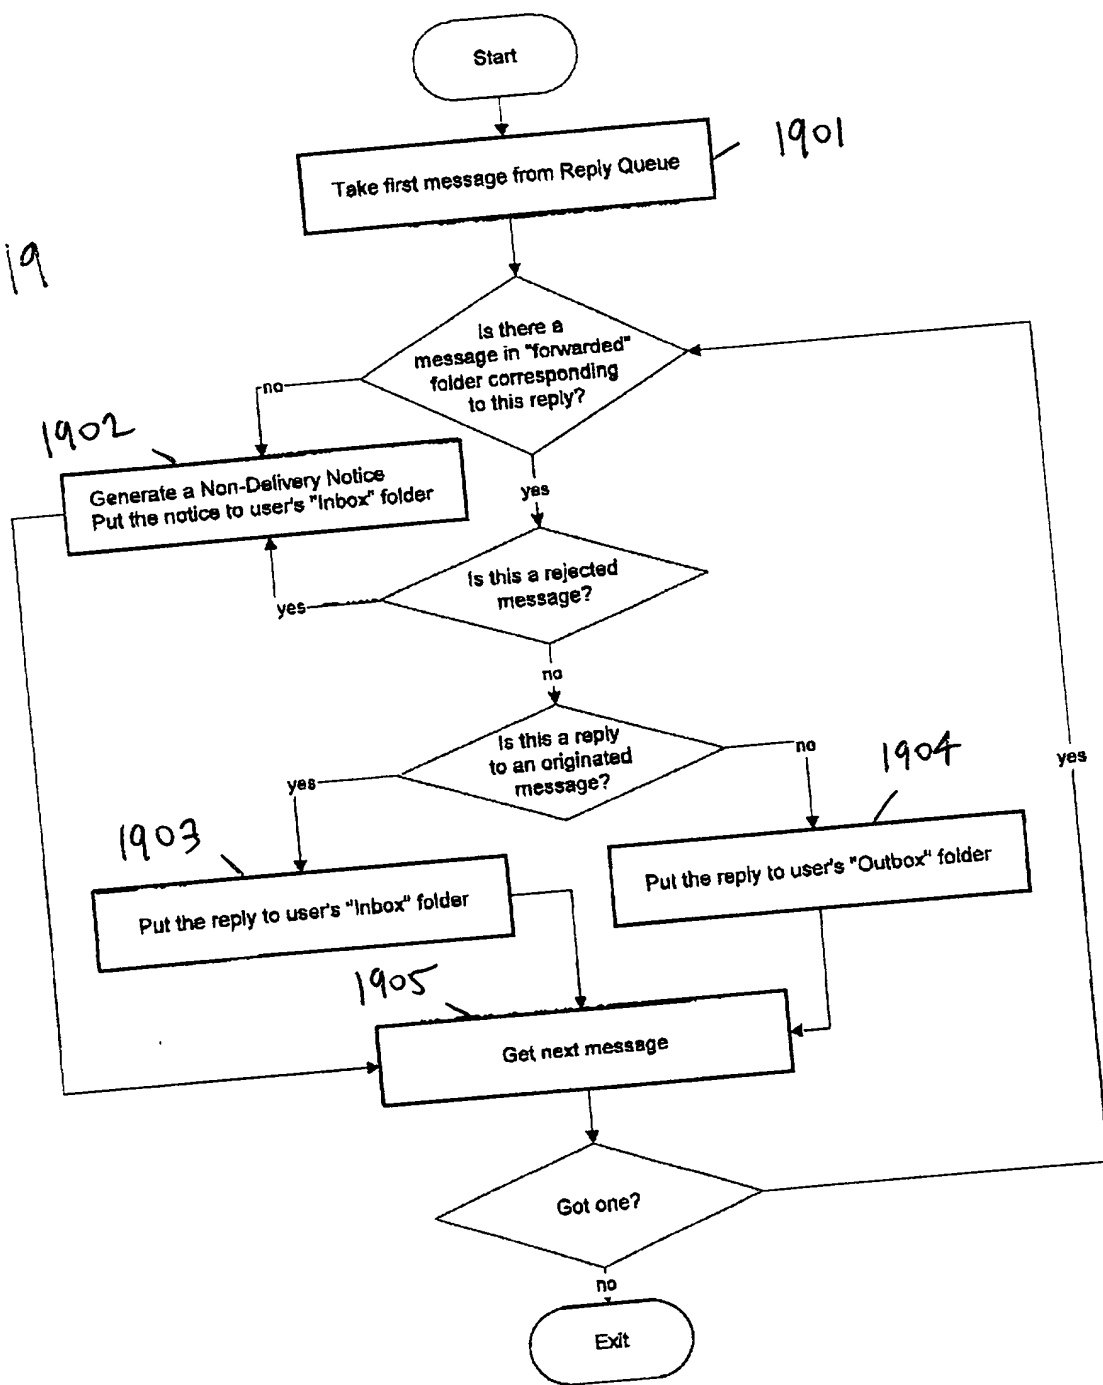 Start
1901
Take first message from Reply Queue
19
Is there a
message in "forwarded"
folder corresponding
to this reply?
no
1902
Generate a Non-Delivery Notice
Put the notice to user's "Inbox" folder
yes
Is this a rejected
message?
yes
no
Is this a reply
to an originated
message?
yes
no
1904
yes
1903
Put the reply to user's "Inbox" folder
Put the reply to user's "Outbox" folder
1905
Get next message
Got one?
no
Exit